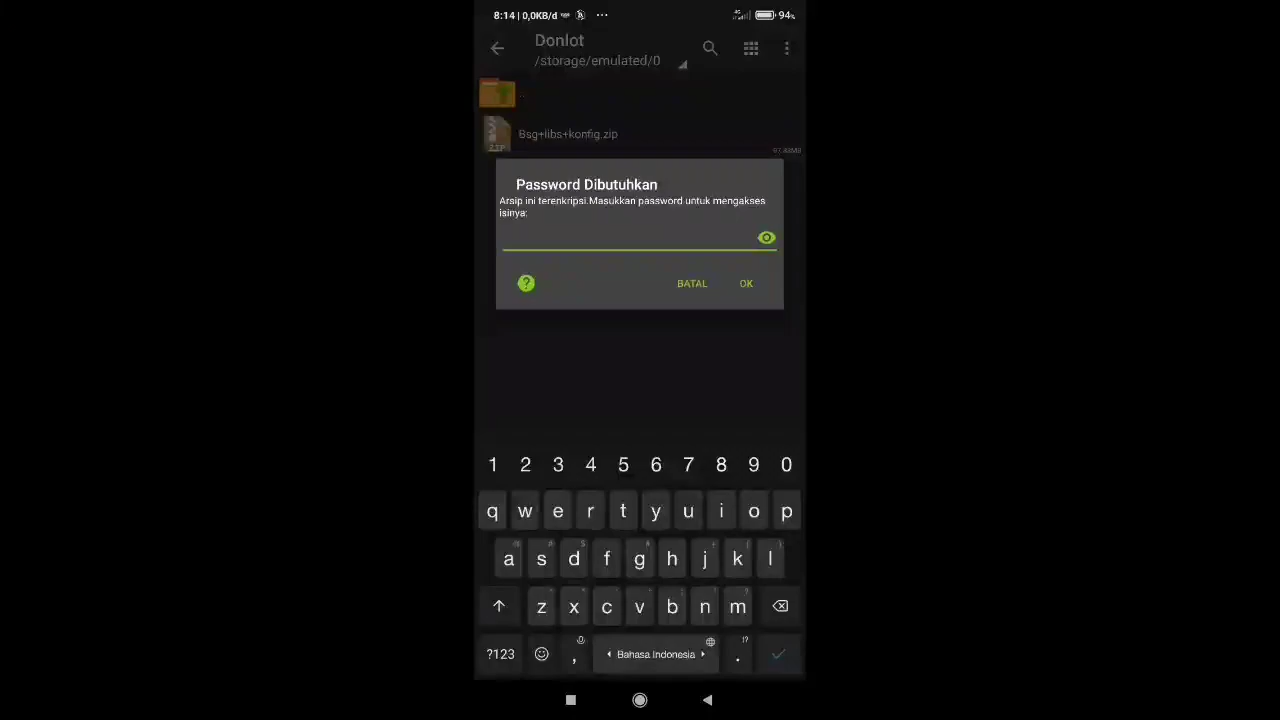 8:14 | 0,0KB/d
4G
94%
Donlot
/storage/emulated/0
..
ZIP
Bsg+libs+konfig.zip
Password Dibutuhkan
Arsip ini terenkripsi.Masukkan password untuk mengakses
isinya:
?
BATAL
OK
1 2 3 4 5 6 7 8 9 0
q w e r t y u i o p
a s d f g h j k l
z x c v b n m
?123
,
Bahasa Indonesia
!?
.